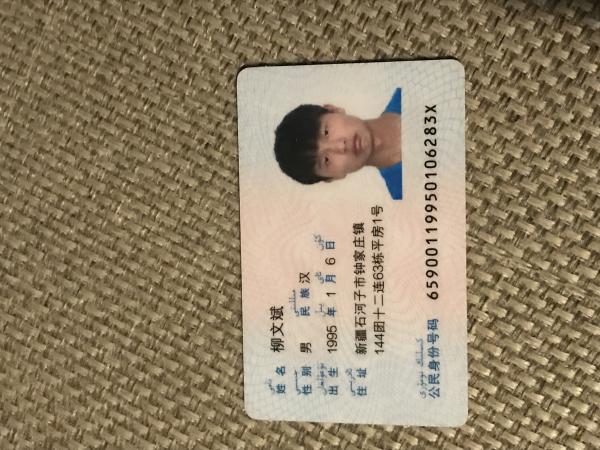 姓名 柳文斌
性别 男 民族 汉
出生 1995 年 1 月 6 日
住址 新疆石河子市钟家庄镇
144团十二连63栋平房1号
公民身份号码 65900119950106283X